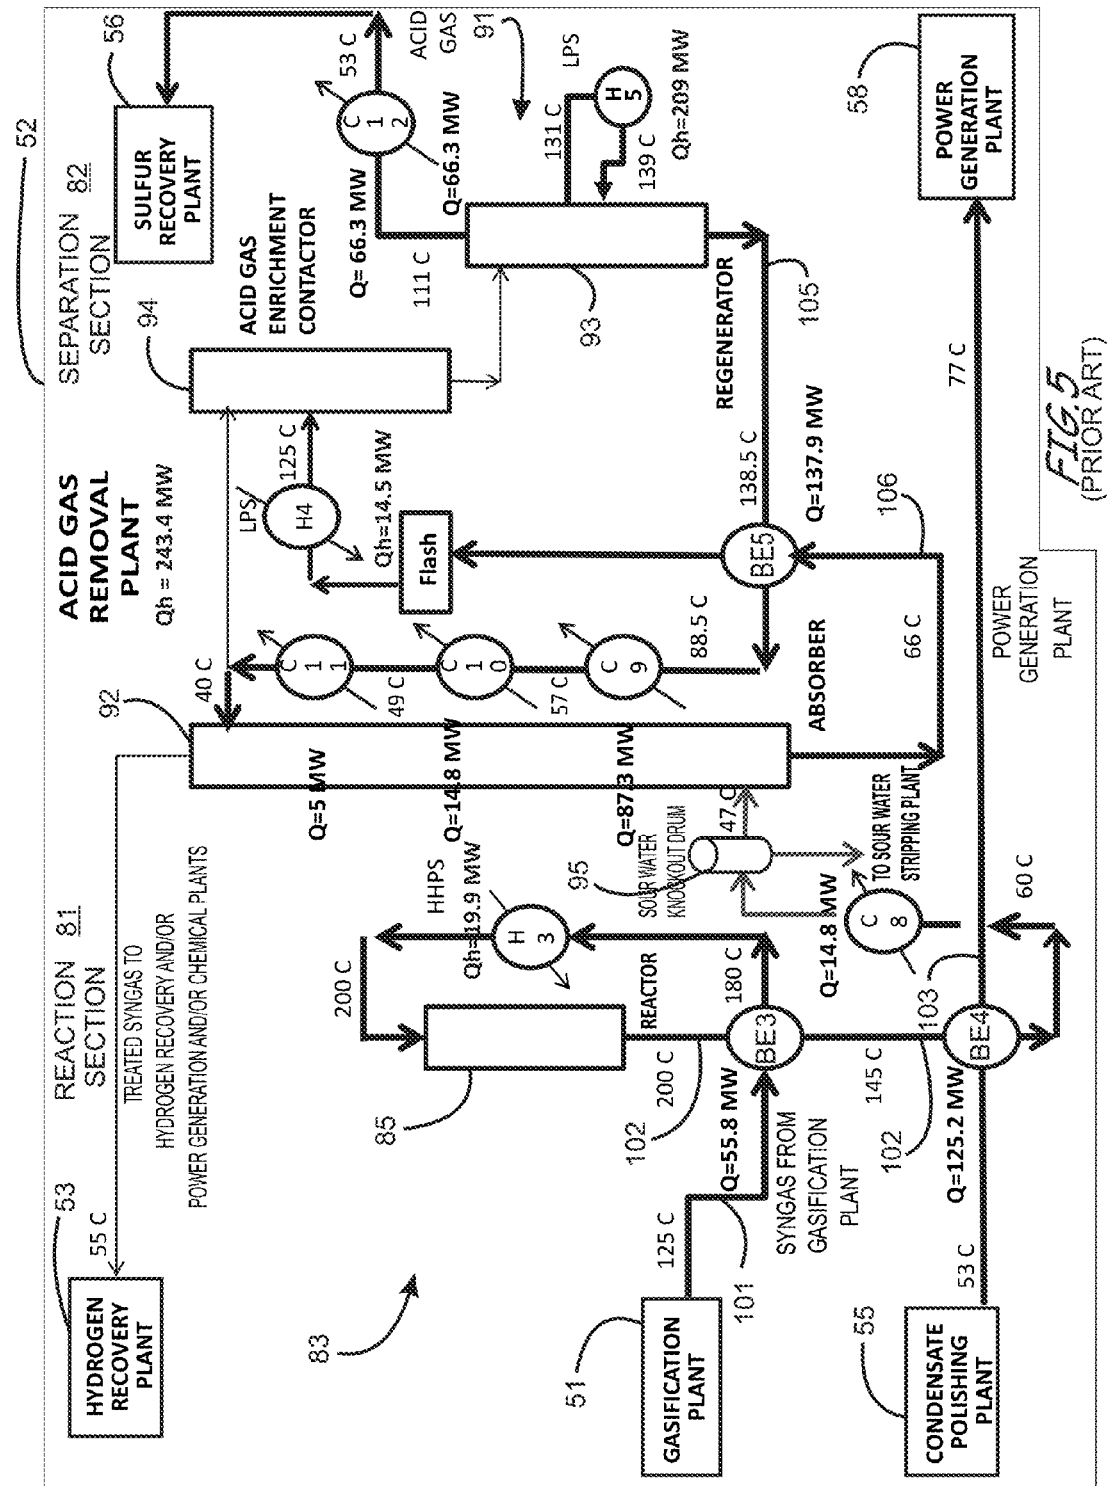 52
REACTION 81
SECTION
SEPARATION 82
SECTION
ACID GAS
REMOVAL
PLANT
Qh = 243.4 MW
HYDROGEN
RECOVERY
PLANT
53
55 C
TREATED SYNGAS TO
HYDROGEN RECOVERY AND/OR
POWER GENERATION AND/OR CHEMICAL PLANTS
92
40 C
94
LPS
H4
125 C
Qh=14.5 MW
Flash
ACID GAS
ENRICHMENT
CONTACTOR
SULFUR
RECOVERY
PLANT
56
53 C
ACID
GAS
91
C
1
2
Q= 66.3 MW
Q=66.3 MW
111 C
LPS
131 C
H
5
139 C
Qh=209 MW
93
REGENERATOR
105
C
1
1
49 C
C
1
0
57 C
C
9
88.5 C
Q=5 MW
Q=14.8 MW
Q=87.3 MW
ABSORBER
138.5 C
BE5
Q=137.9 MW
66 C
106
83
200 C
HHPS
H
3
Qh=19.9 MW
85
REACTOR
200 C
102
180 C
BE3
Q=55.8 MW
SOUR WATER
KNOCKOUT DRUM
95
47 C
TO SOUR WATER
STRIPPING PLANT
Q=14.8 MW
C
8
60 C
GASIFICATION
PLANT
51
125 C
101
SYNGAS FROM
GASIFICATION
PLANT
145 C
102
103
BE4
Q=125.2 MW
CONDENSATE
POLISHING
PLANT
55
53 C
POWER
GENERATION
PLANT
77 C
POWER
GENERATION
PLANT
58
FIG.5
(PRIOR ART)